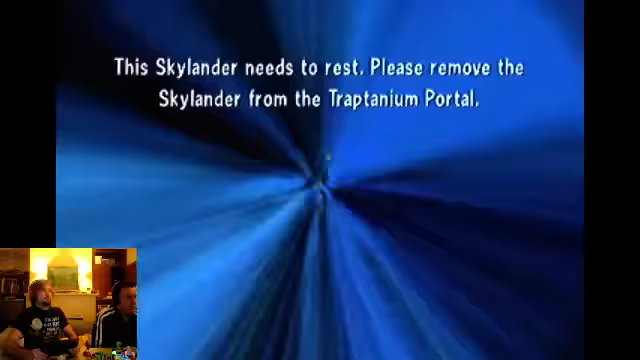 This Skylander needs to rest. Please remove the
Skylander from the Traptanium Portal.